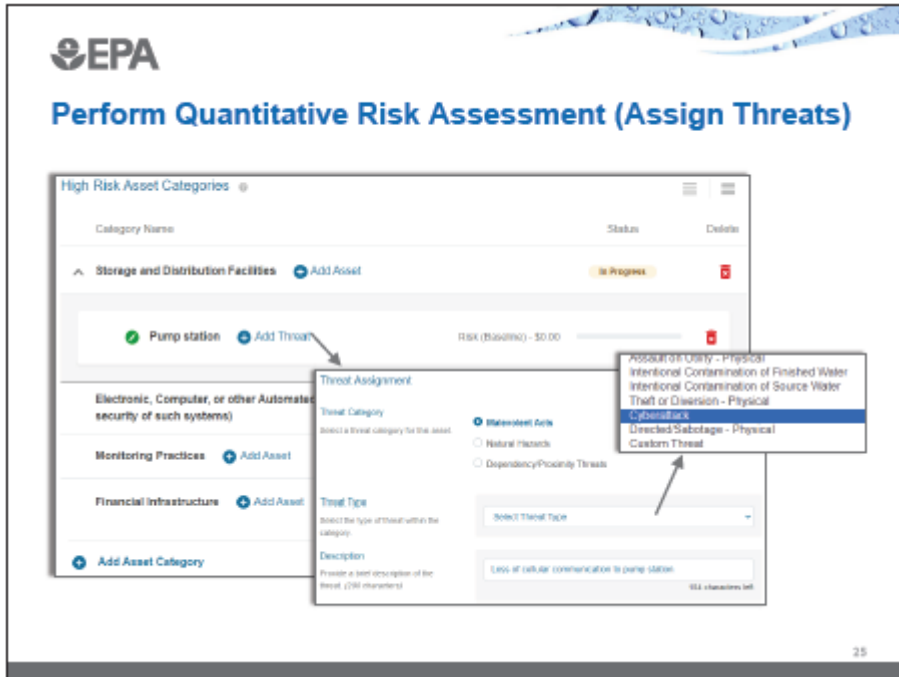 EPA
Perform Quantitative Risk Assessment (Assign Threats)
High Risk Asset Categories
Category Name Status Delete
Storage and Distribution Facilities Add Asset In Progress
Pump station Add Threat Risk (Baseline) - $0.00
Electronic, Computer, or other Automated
security of such systems)
Monitoring Practices Add Asset
Financial Infrastructure Add Asset
Add Asset Category
Threat Assignment
Threat Category
Select a threat category for this asset.
Malevolent Acts
Natural Hazards
Dependency/Proximity Threats
Threat Type
Select the type of threat within the
category.
Select Threat Type
Description
Provide a brief description of the
threat. (200 characters)
Loss of cellular communication to pump station
characters left
Assault on Utility - Physical
Intentional Contamination of Finished Water
Intentional Contamination of Source Water
Theft or Diversion - Physical
Cyberattack
Directed/Sabotage - Physical
Custom Threat
25